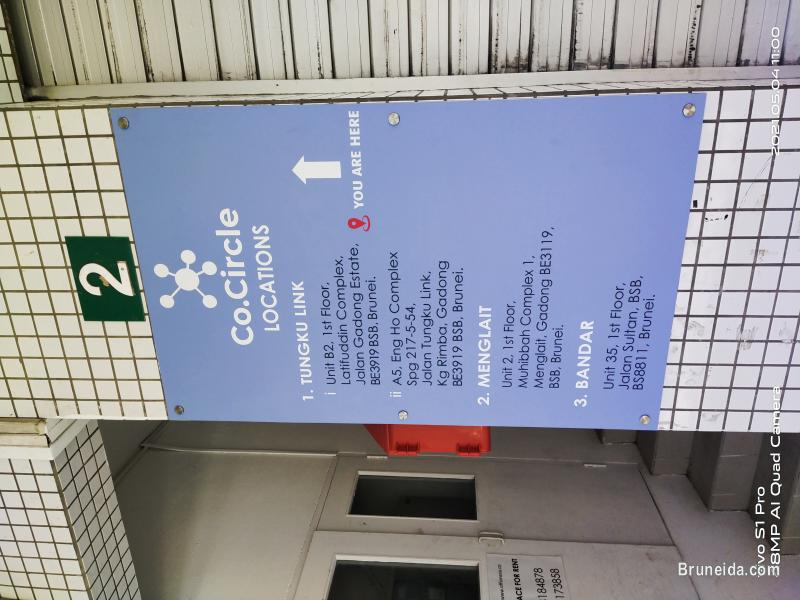 2
Co.Circle
LOCATIONS
1. TUNGKU LINK
i Unit B2, 1st Floor,
Latifuddin Complex,
Jalan Gadong Estate,
BE3919 BSB, Brunei.
YOU ARE HERE
ii A5, Eng Ho Complex
Spg 217-5-54,
Jalan Tungku Link,
Kg Rimba, Gadong
BE3919 BSB, Brunei.
2. MENGLAIT
Unit 2, 1st Floor,
Muhibbah Complex 1,
Menglait, Gadong BE3119,
BSB, Brunei.
3. BANDAR
Unit 35, 1st Floor,
Jalan Sultan, BSB,
BS8811, Brunei.
FOR RENT
184878
173858
vivo S1 Pro
48MP AI Quad Camera
2021.05.04 11:00
Bruneida.com